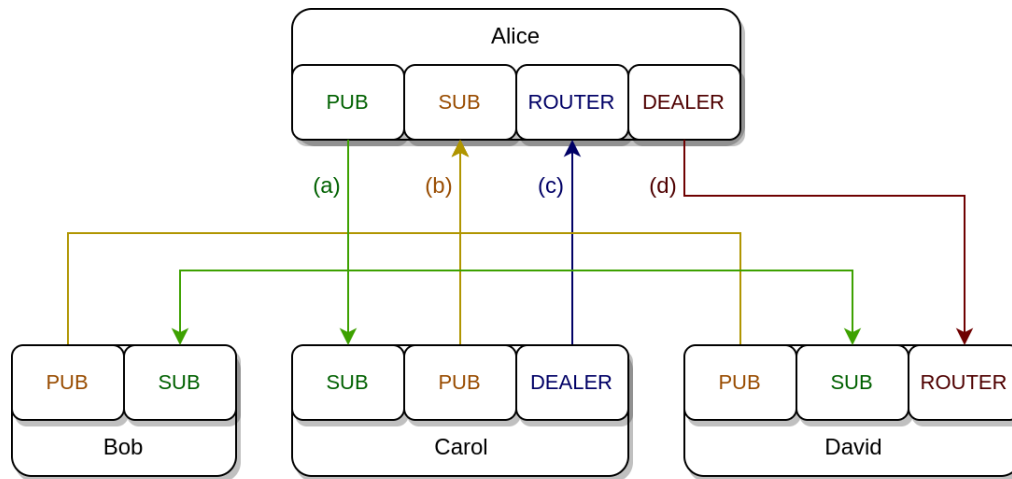 Alice
PUB SUB ROUTER DEALER
(a) (b) (c) (d)
PUB SUB SUB PUB DEALER PUB SUB ROUTER
Bob Carol David